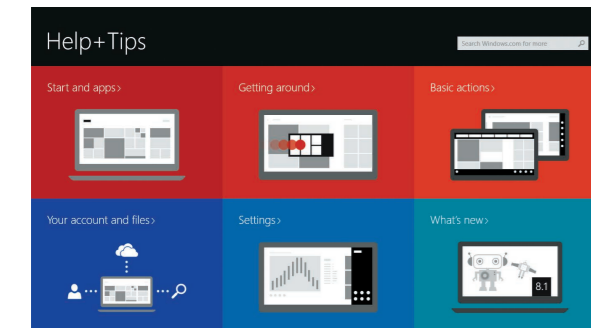 Help+Tips
Search Windows.com for more
Start and apps>
Getting around>
Basic actions>
Your account and files>
Settings>
What's new>
8.1